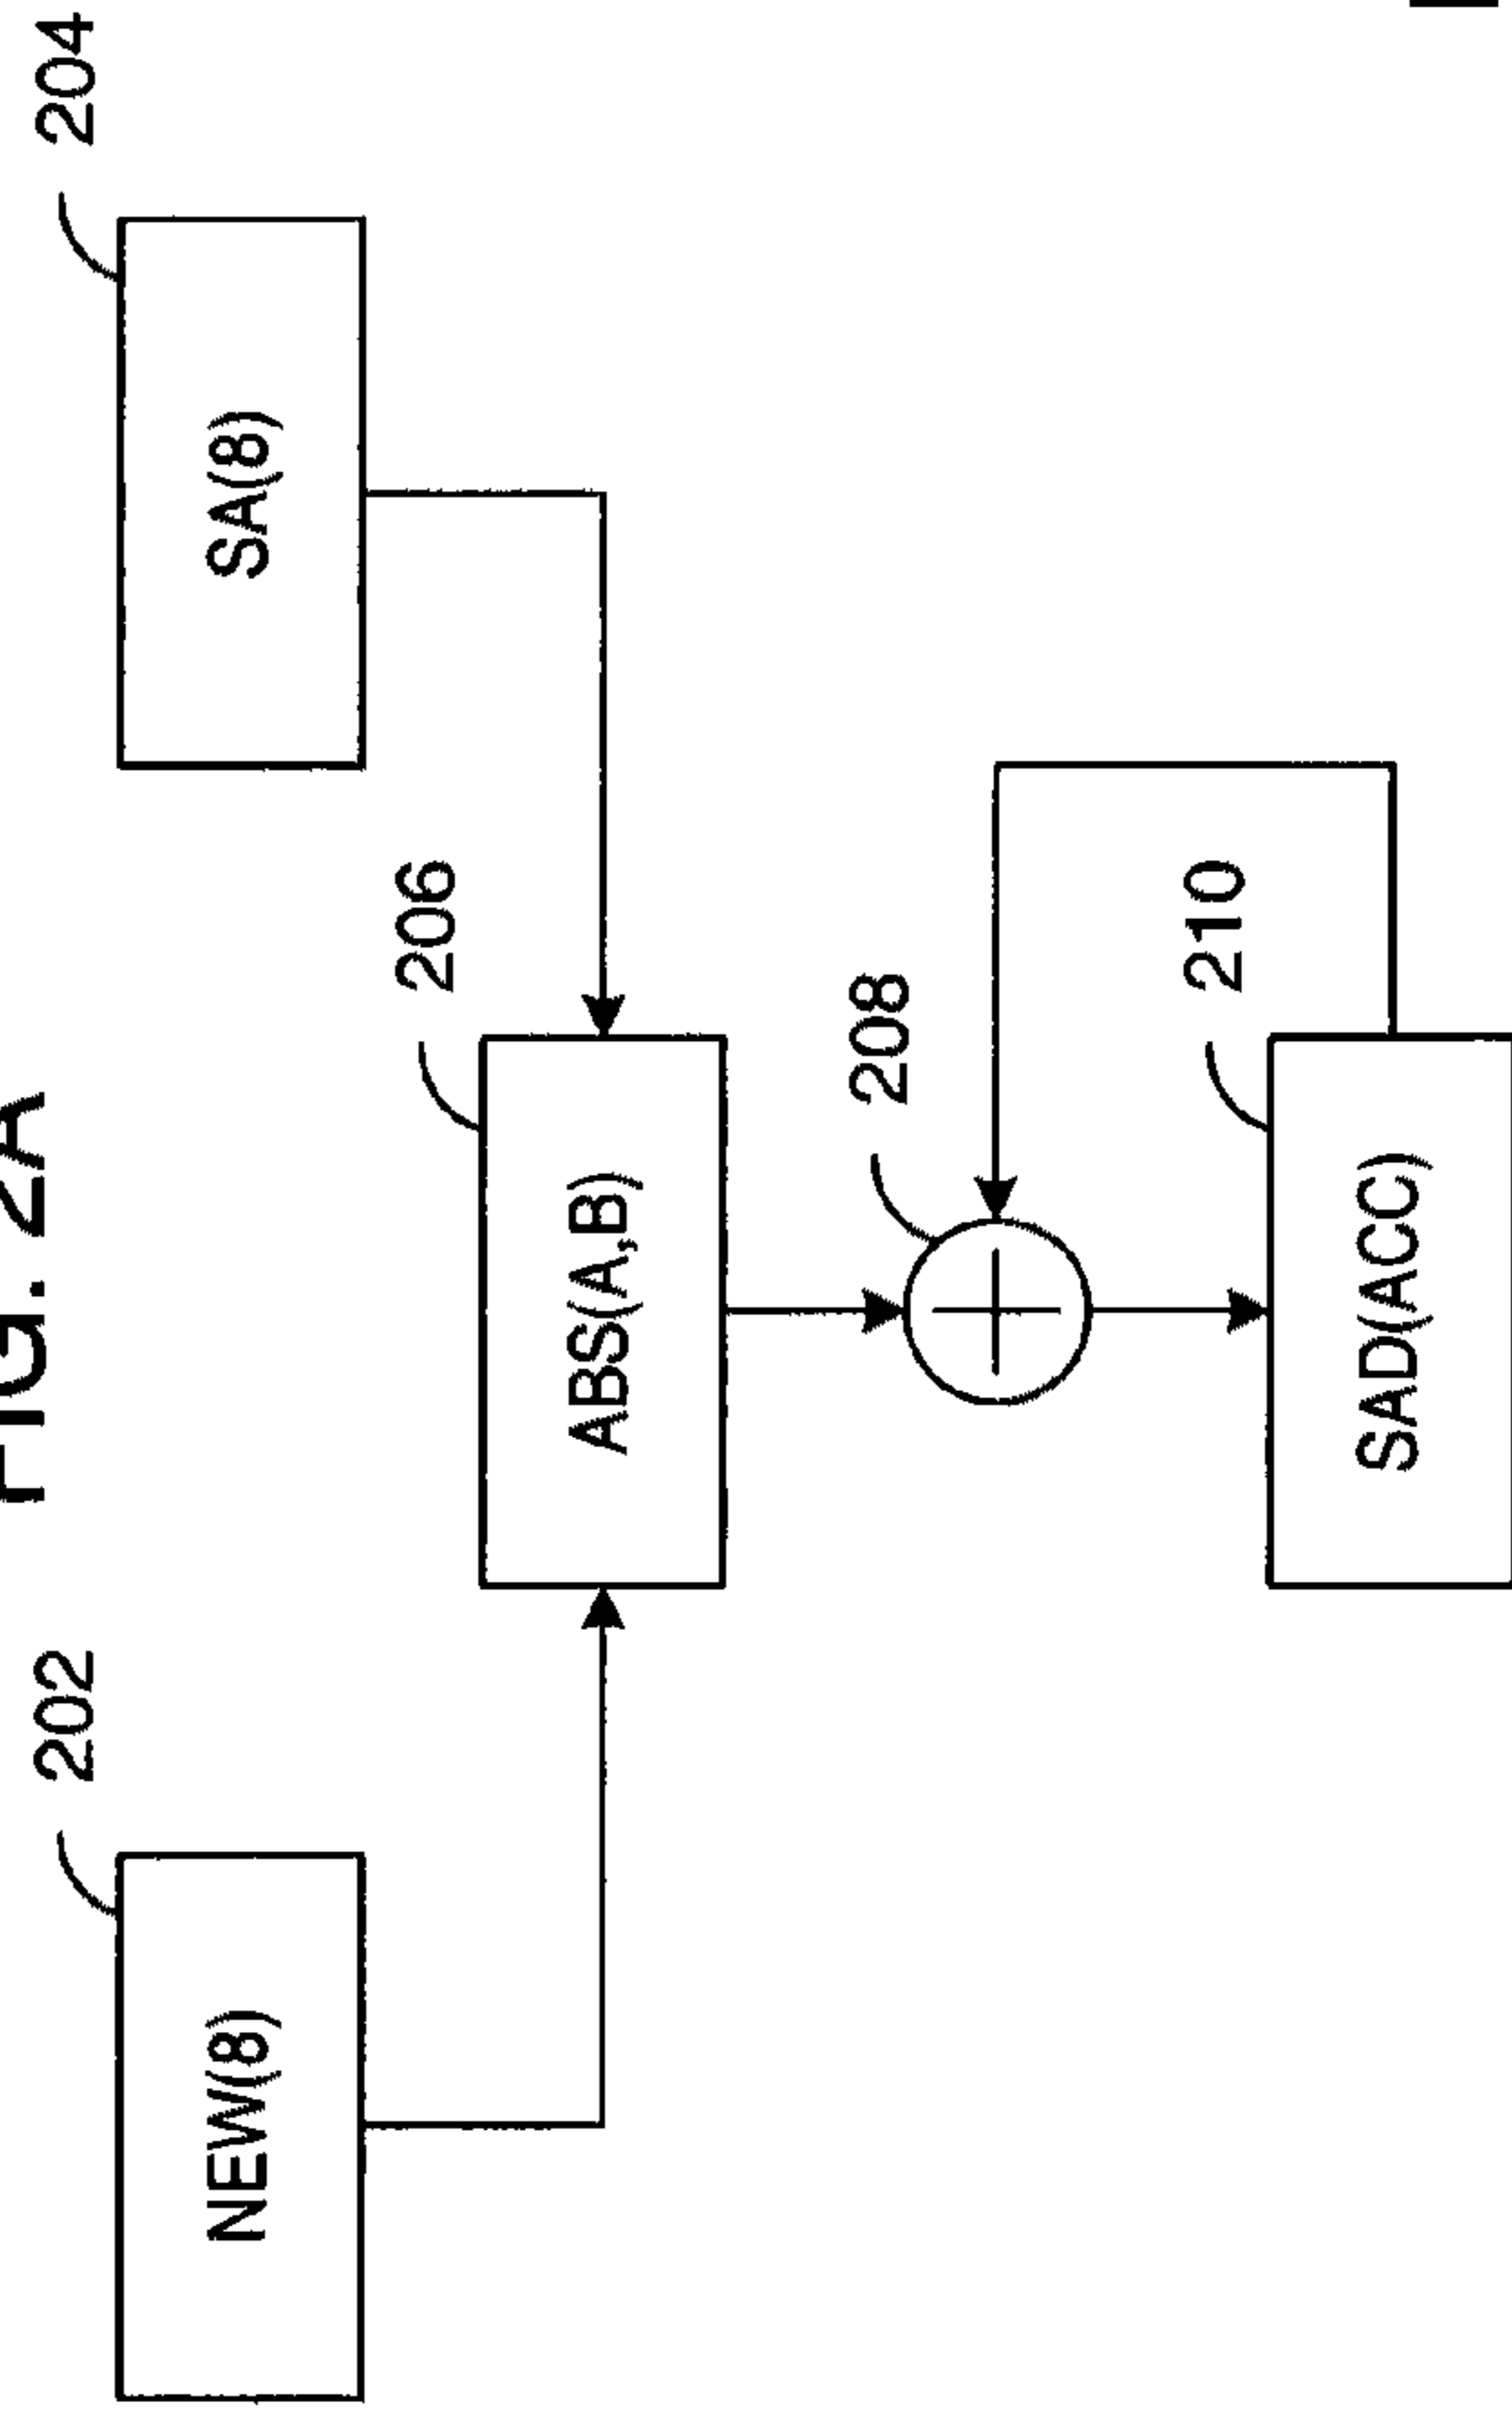 FIG. 2A
202
204
NEW(8)
SA(8)
206
ABS(A,B)
208
210
SAD(ACC)